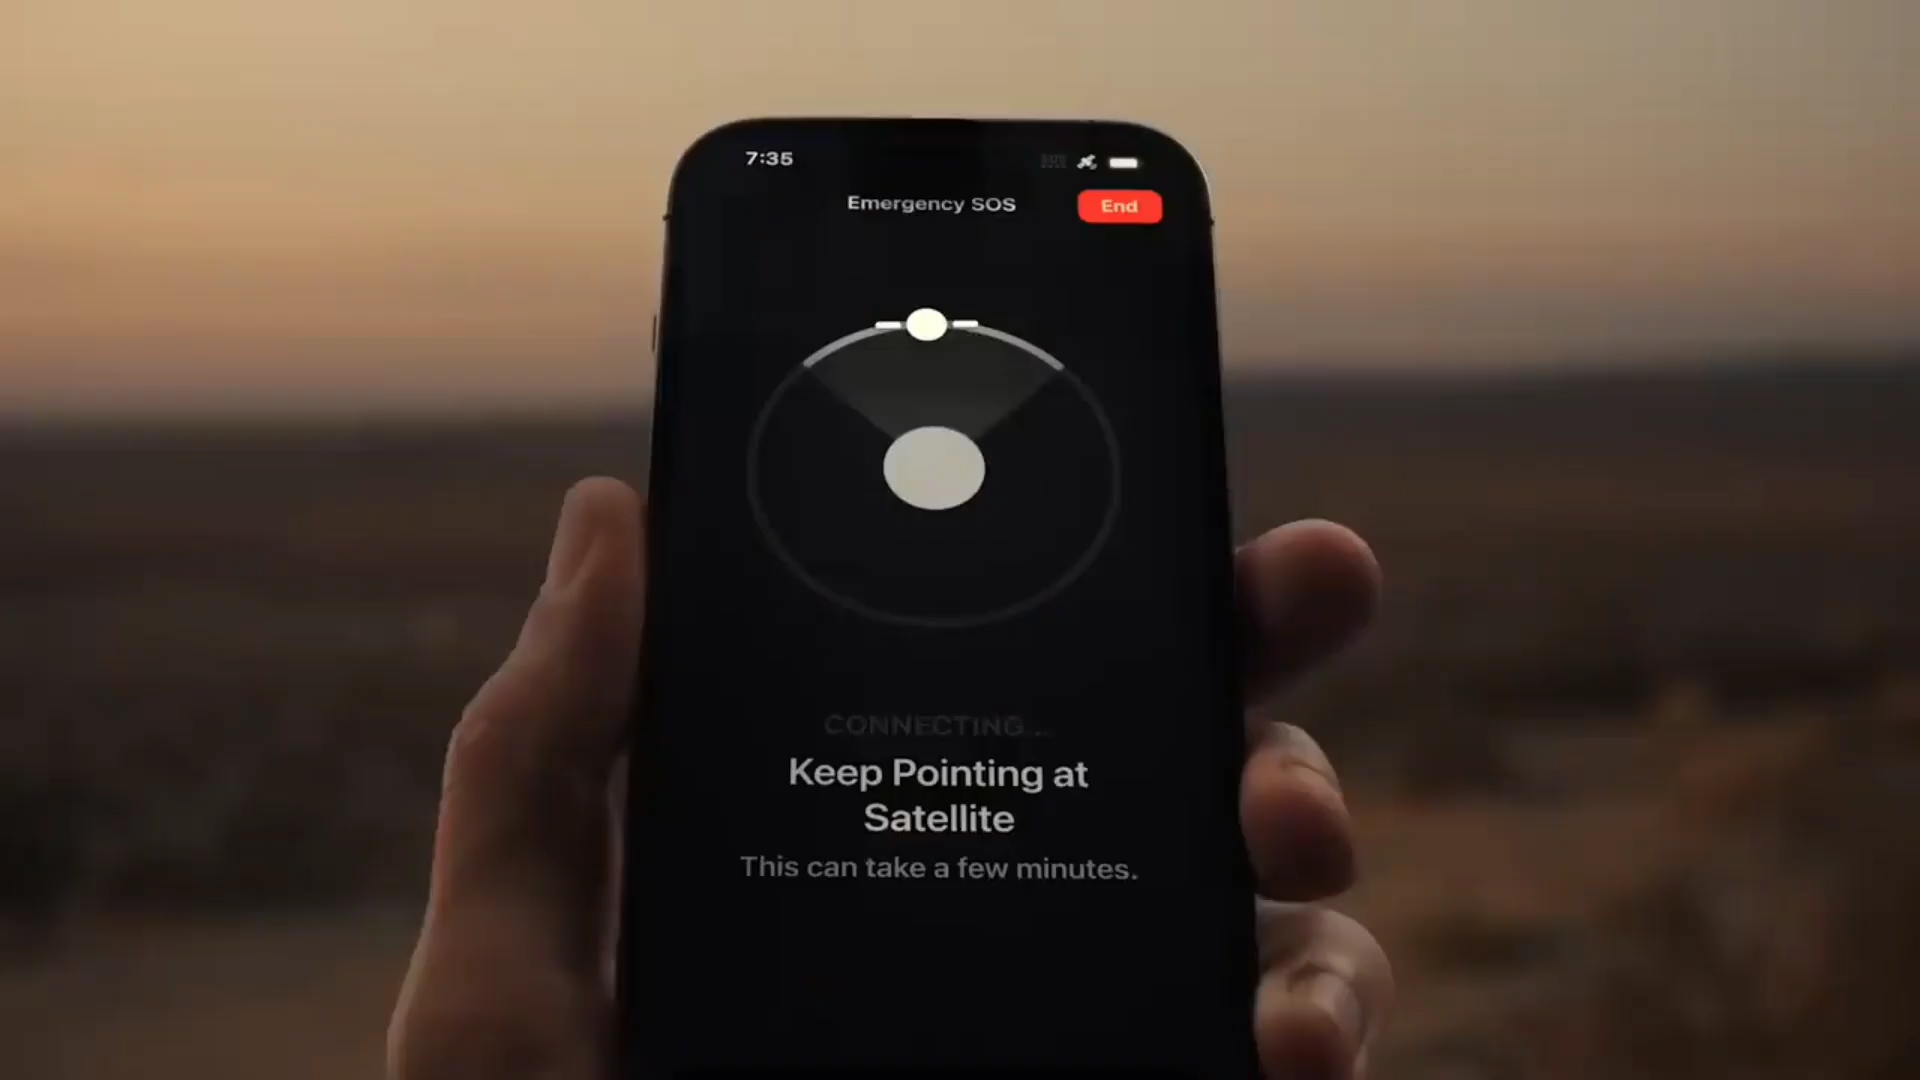 7:35
Emergency SOS
End
CONNECTING...
Keep Pointing at
Satellite
This can take a few minutes.